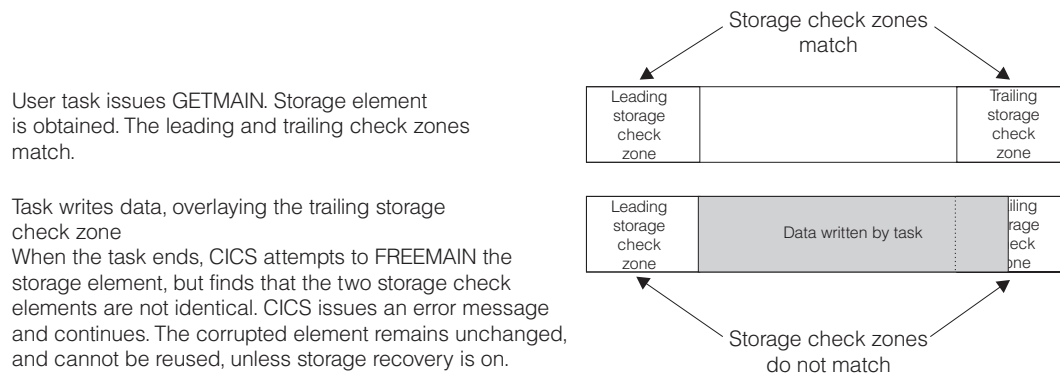 Storage check zones
match
User task issues GETMAIN. Storage element
is obtained. The leading and trailing check zones
match.
Leading
storage
check
zone
Trailing
storage
check
zone
Task writes data, overlaying the trailing storage
check zone
When the task ends, CICS attempts to FREEMAIN the
storage element, but finds that the two storage check
elements are not identical. CICS issues an error message
and continues. The corrupted element remains unchanged,
and cannot be reused, unless storage recovery is on.
Leading
storage
check
zone
Data written by task
iling
rage
eck
one
Storage check zones
do not match